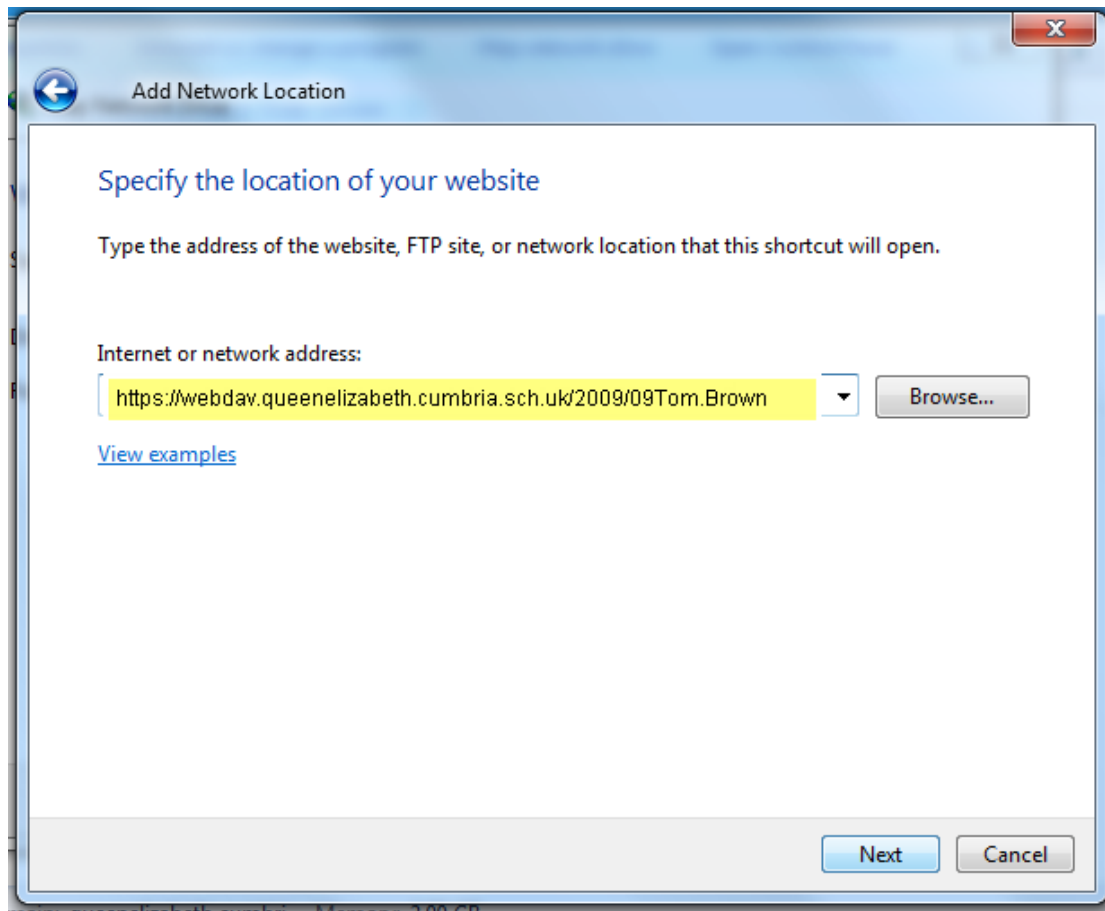 Add Network Location
Specify the location of your website
Type the address of the website, FTP site, or network location that this shortcut will open.
Internet or network address:
https://webdav.queenelizabeth.cumbria.sch.uk/2009/09Tom.Brown
Browse...
View examples
Next
Cancel